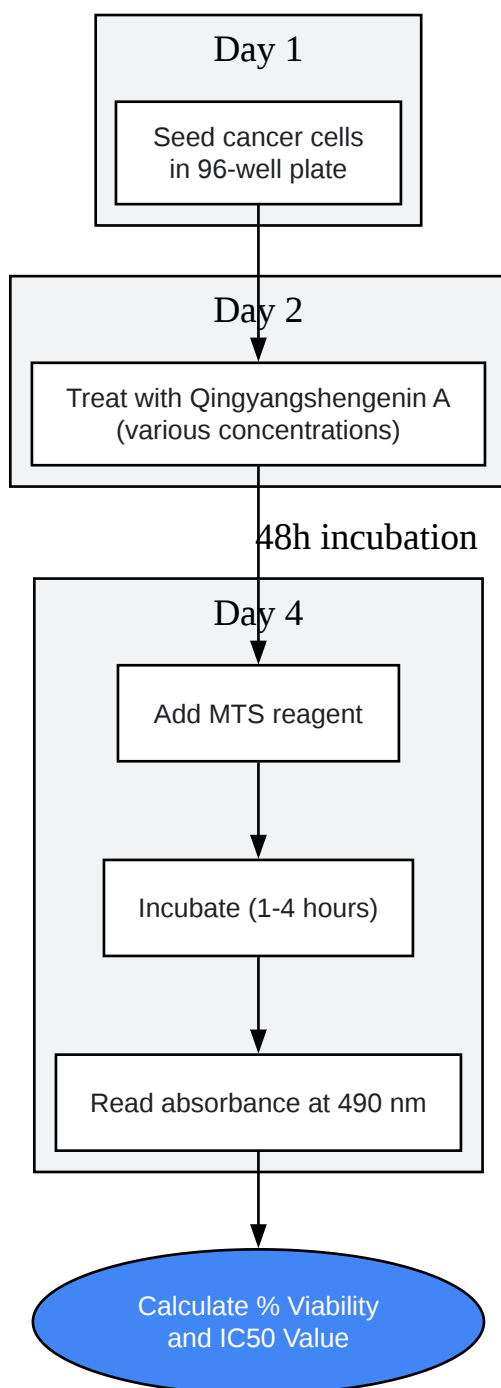 Day 1
Seed cancer cells
in 96-well plate
Day 2
Treat with Qingyangshengenin A
(various concentrations)
48h incubation
Day 4
Add MTS reagent
Incubate (1-4 hours)
Read absorbance at 490 nm
Calculate % Viability
and IC50 Value